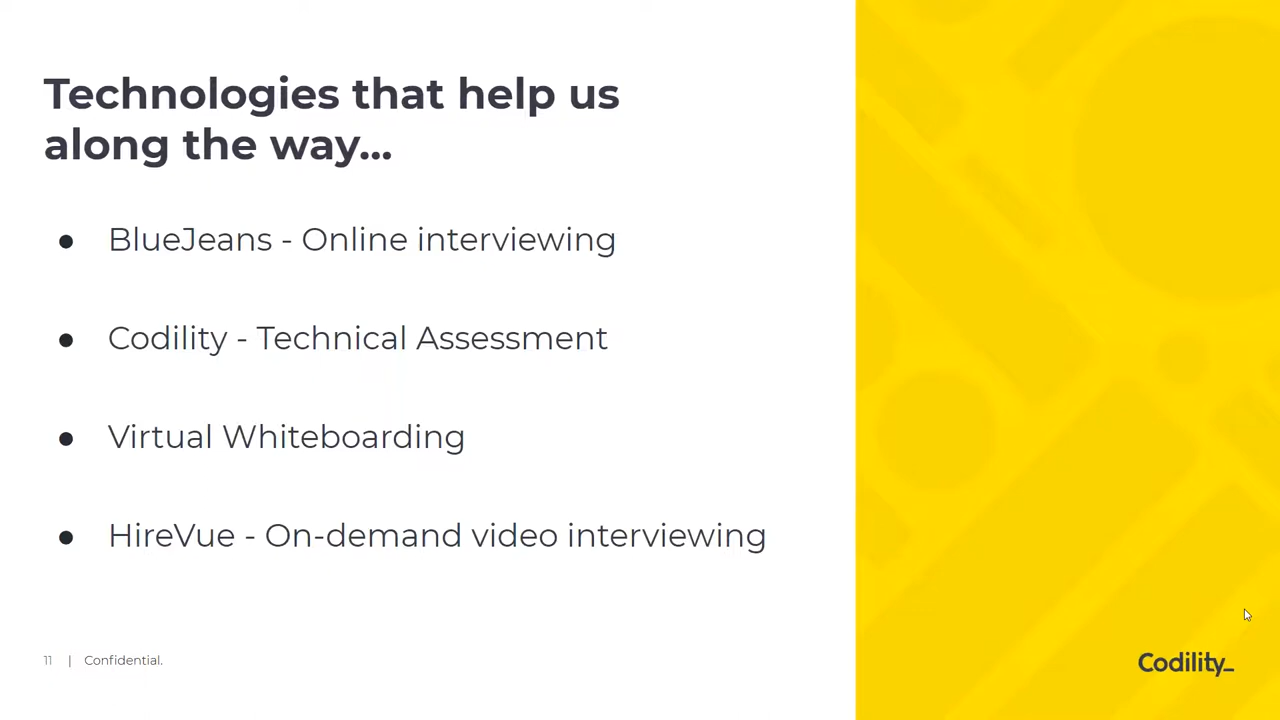 Technologies that help us
along the way...
● BlueJeans - Online interviewing
● Codility - Technical Assessment
● Virtual Whiteboarding
● HireVue - On-demand video interviewing
11 | Confidential.
Codility_